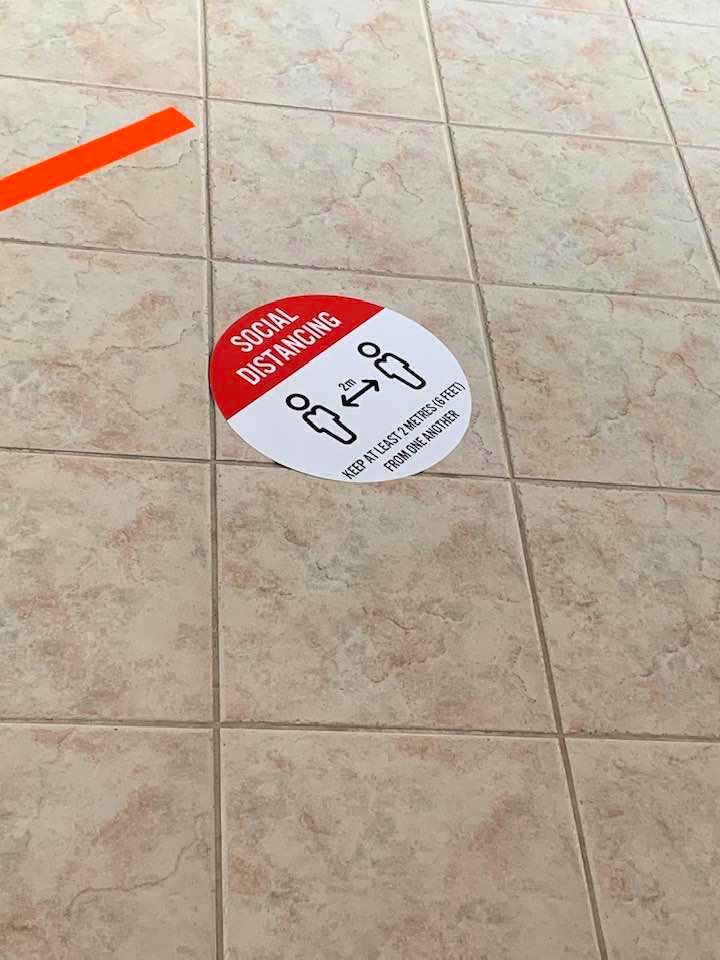 SOCIAL
DISTANCING
2m
KEEP AT LEAST 2 METRES (6 FEET)
FROM ONE ANOTHER